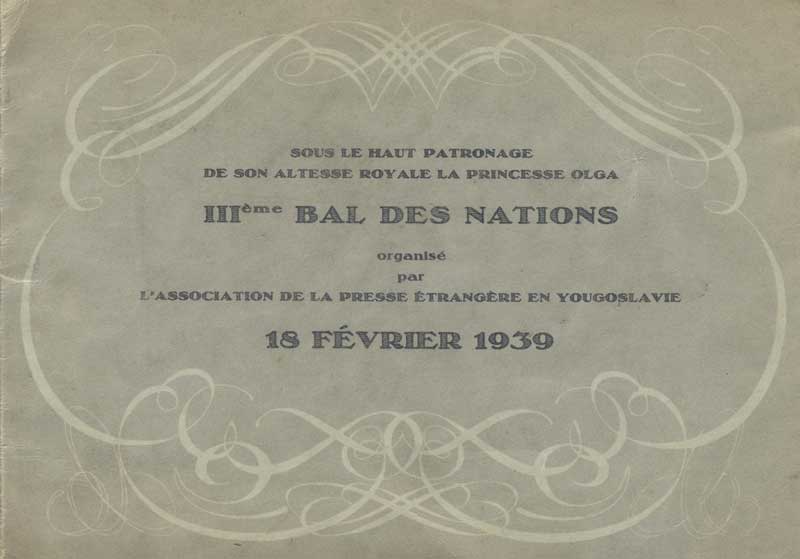 SOUS LE HAUT PATRONAGE
DE SON ALTESSE ROYALE LA PRINCESSE OLGA
IIIème BAL DES NATIONS
organisé
par
L'ASSOCIATION DE LA PRESSE ÉTRANGÈRE EN YOUGOSLAVIE
18 FÉVRIER 1939